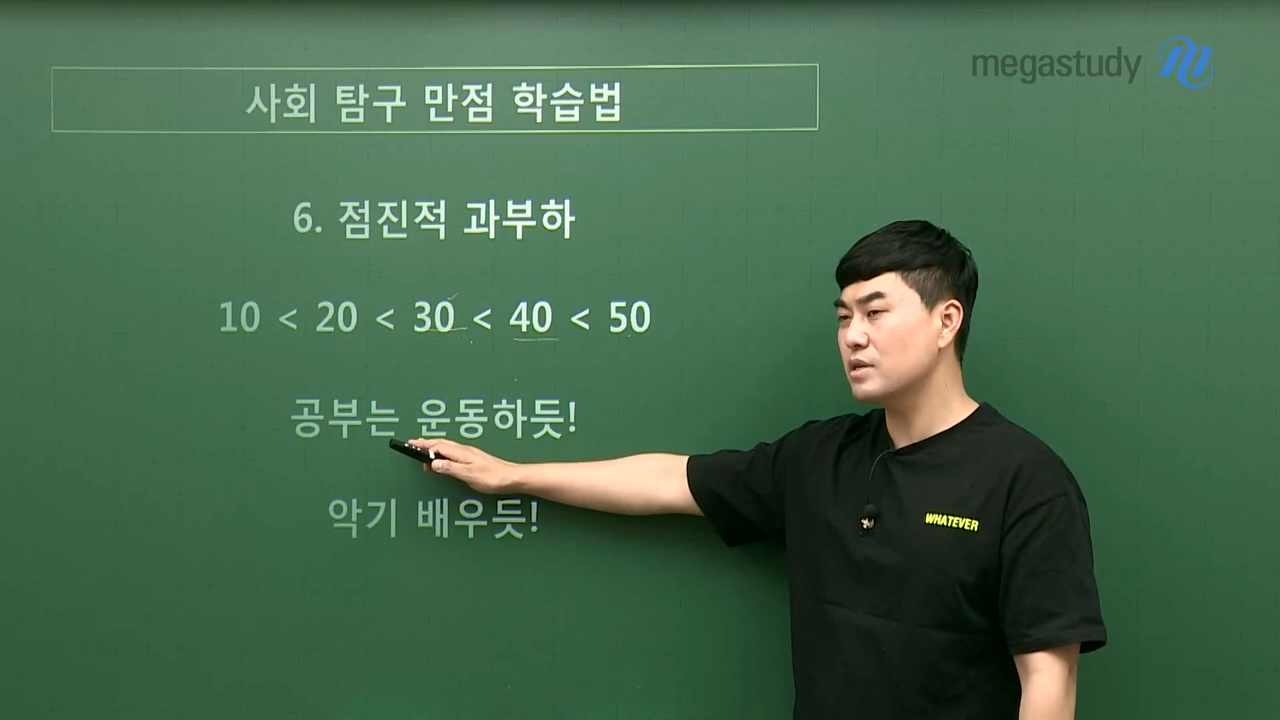 megastudy
사회 탐구 만점 학습법
6. 점진적 과부하
10 < 20 < 30 < 40 < 50
공부는 운동하듯!
악기 배우듯!
WHATEVER